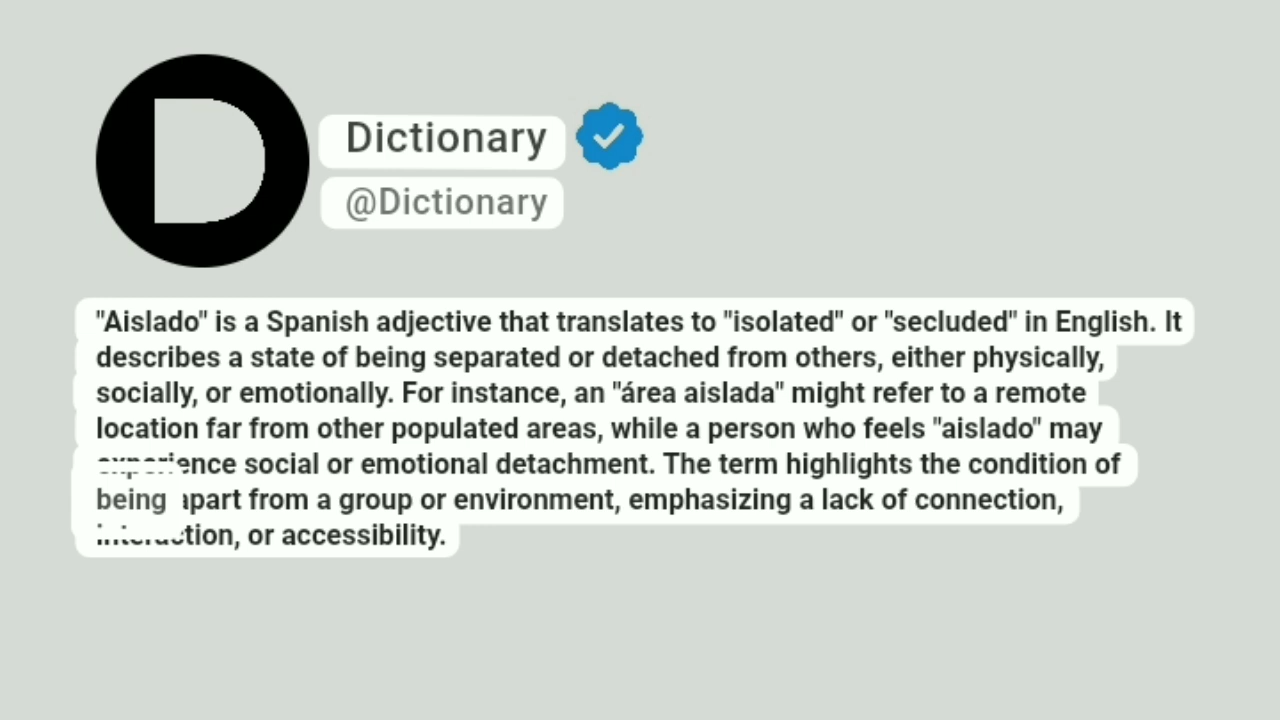 D
Dictionary
@Dictionary
"Aislado" is a Spanish adjective that translates to "isolated" or "secluded" in English. It
describes a state of being separated or detached from others, either physically,
socially, or emotionally. For instance, an "área aislada" might refer to a remote
location far from other populated areas, while a person who feels "aislado" may
experience social or emotional detachment. The term highlights the condition of
being apart from a group or environment, emphasizing a lack of connection,
interaction, or accessibility.